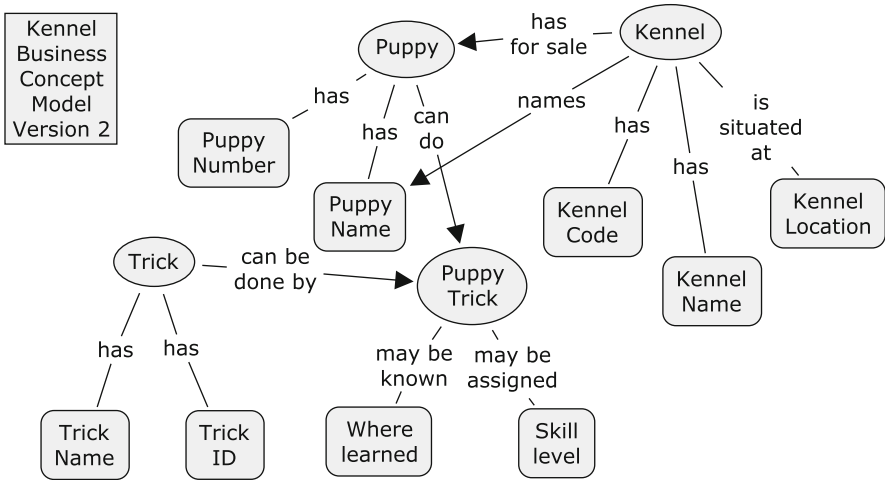 Kennel
Business
Concept
Model
Version 2
Puppy
has
for sale
Kennel
has
Puppy
Number
has
can
do
names
Puppy
Name
has
Kennel
Code
has
Kennel
Name
is
situated
at
Kennel
Location
Trick
can be
done by
Puppy
Trick
has
has
Trick
Name
Trick
ID
may be
known
may be
assigned
Where
learned
Skill
level